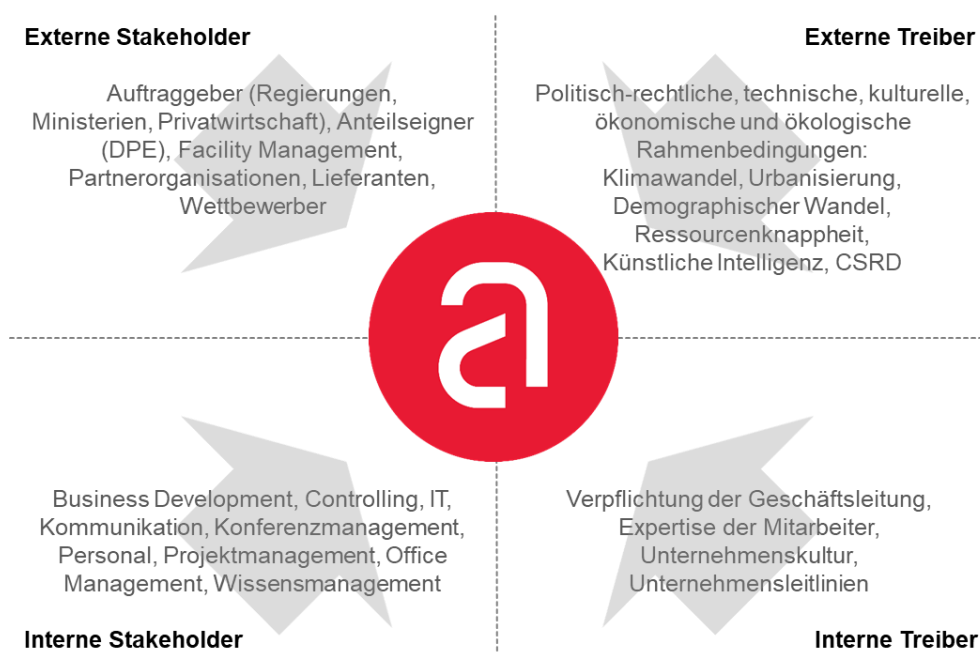 Externe Stakeholder
Auftraggeber (Regierungen,
Ministerien, Privatwirtschaft), Anteilseigner
(DPE), Facility Management,
Partnerorganisationen, Lieferanten,
Wettbewerber
Externe Treiber
Politisch-rechtliche, technische, kulturelle,
ökonomische und ökologische
Rahmenbedingungen:
Klimawandel, Urbanisierung,
Demographischer Wandel,
Ressourcenknappheit,
Künstliche Intelligenz, CSRD
a
Business Development, Controlling, IT,
Kommunikation, Konferenzmanagement,
Personal, Projektmanagement, Office
Management, Wissensmanagement
Interne Stakeholder
Verpflichtung der Geschäftsleitung,
Expertise der Mitarbeiter,
Unternehmenskultur,
Unternehmensleitlinien
Interne Treiber